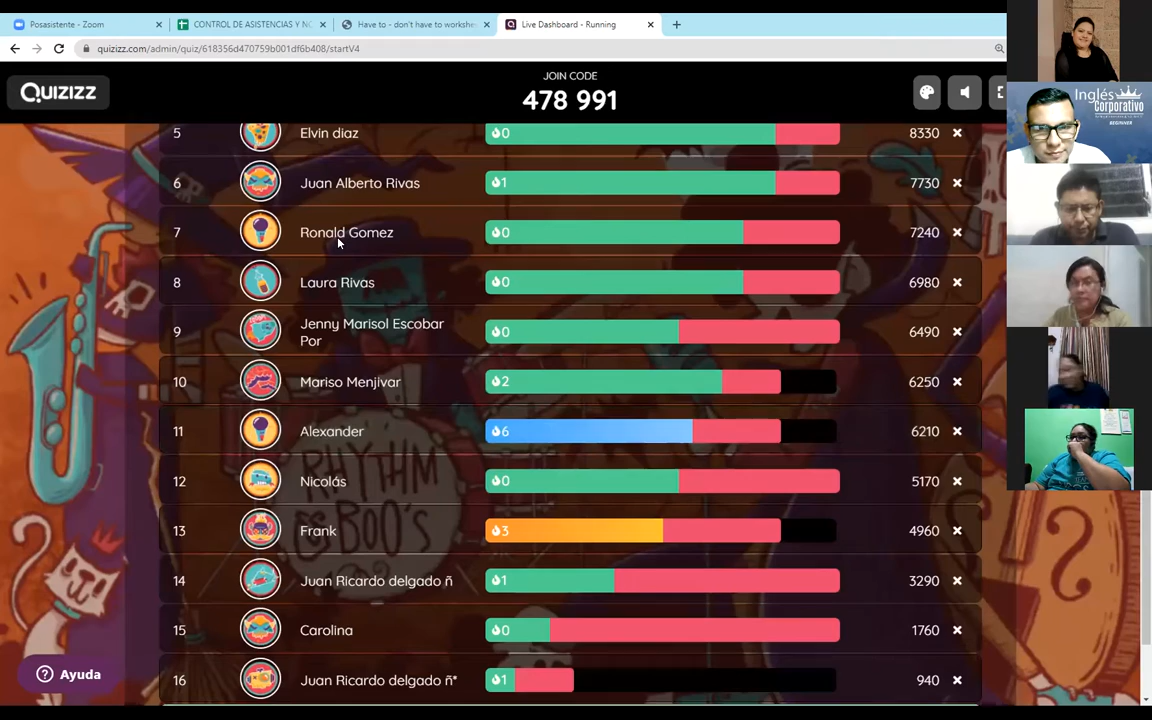 Posasistente - Zoom
CONTROL DE ASISTENCIAS Y NO
Have to - don't have to workshe
Live Dashboard - Running
quizizz.com/admin/quiz/618356d470759b001df6b408/startV4
Quizizz
JOIN CODE
478 991
5 Elvin diaz 0 8330
6 Juan Alberto Rivas 1 7730
7 Ronald Gomez 0 7240
8 Laura Rivas 0 6980
9 Jenny Marisol Escobar Por 0 6490
10 Mariso Menjivar 2 6250
11 Alexander 6 6210
12 Nicolás 0 5170
13 Frank 3 4960
14 Juan Ricardo delgado ñ 1 3290
15 Carolina 0 1760
16 Juan Ricardo delgado ñ* 1 940
RHYTHM
& BOO'S
Ayuda
Inglés
Corporativo
BEGINNER